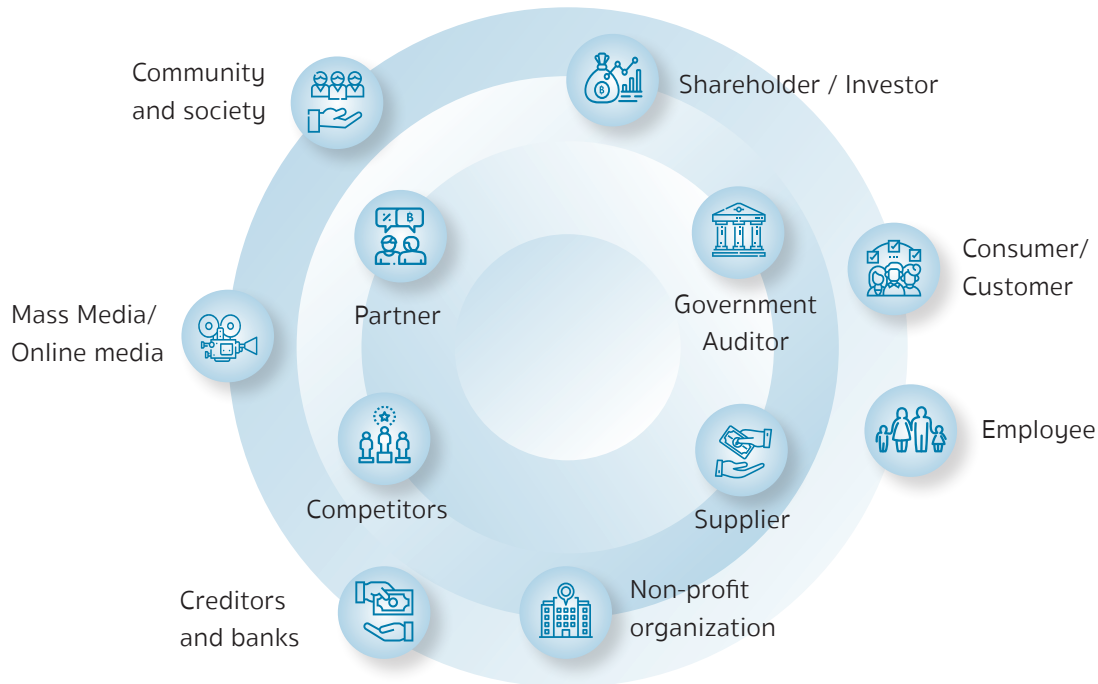 Community
and society
Shareholder / Investor
Consumer/
Customer
Partner
Government
Auditor
Mass Media/
Online media
Employee
Competitors
Supplier
Creditors
and banks
Non-profit
organization